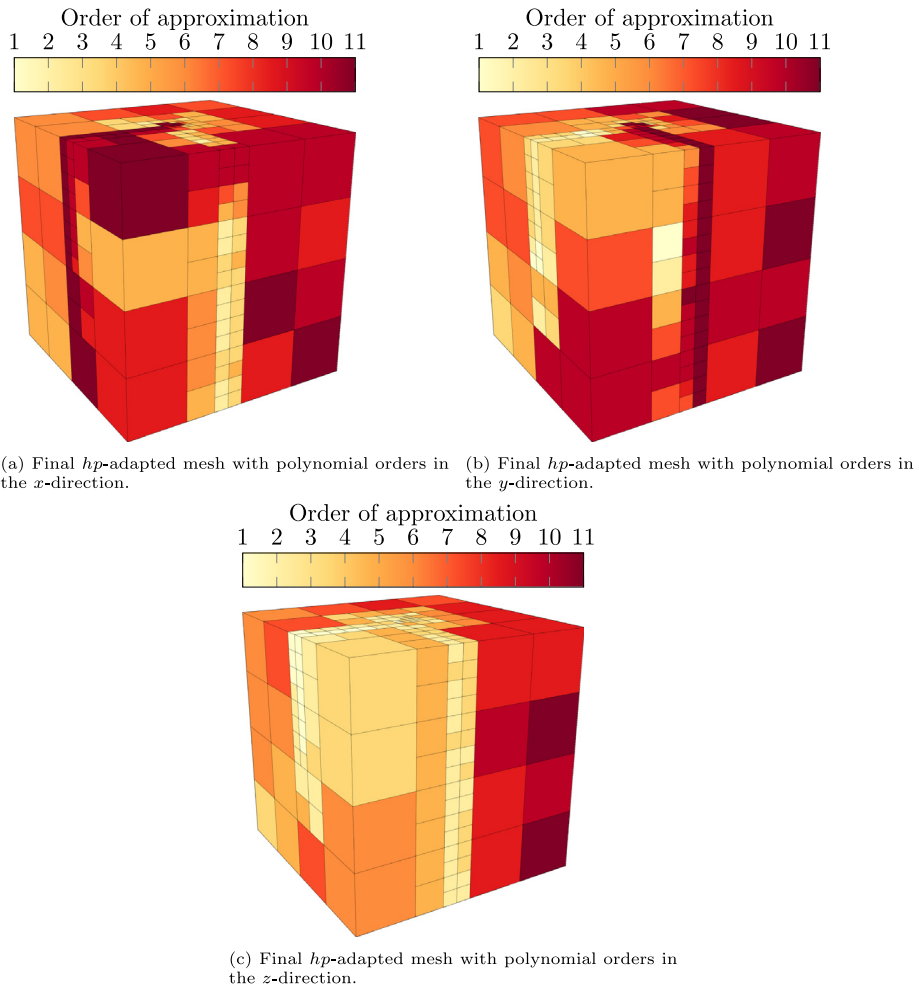 Order of approximation
1 2 3 4 5 6 7 8 9 10 11
Order of approximation
1 2 3 4 5 6 7 8 9 10 11
(a) Final hp-adapted mesh with polynomial orders in
the x-direction.
(b) Final hp-adapted mesh with polynomial orders in
the y-direction.
Order of approximation
1 2 3 4 5 6 7 8 9 10 11
(c) Final hp-adapted mesh with polynomial orders in
the z-direction.